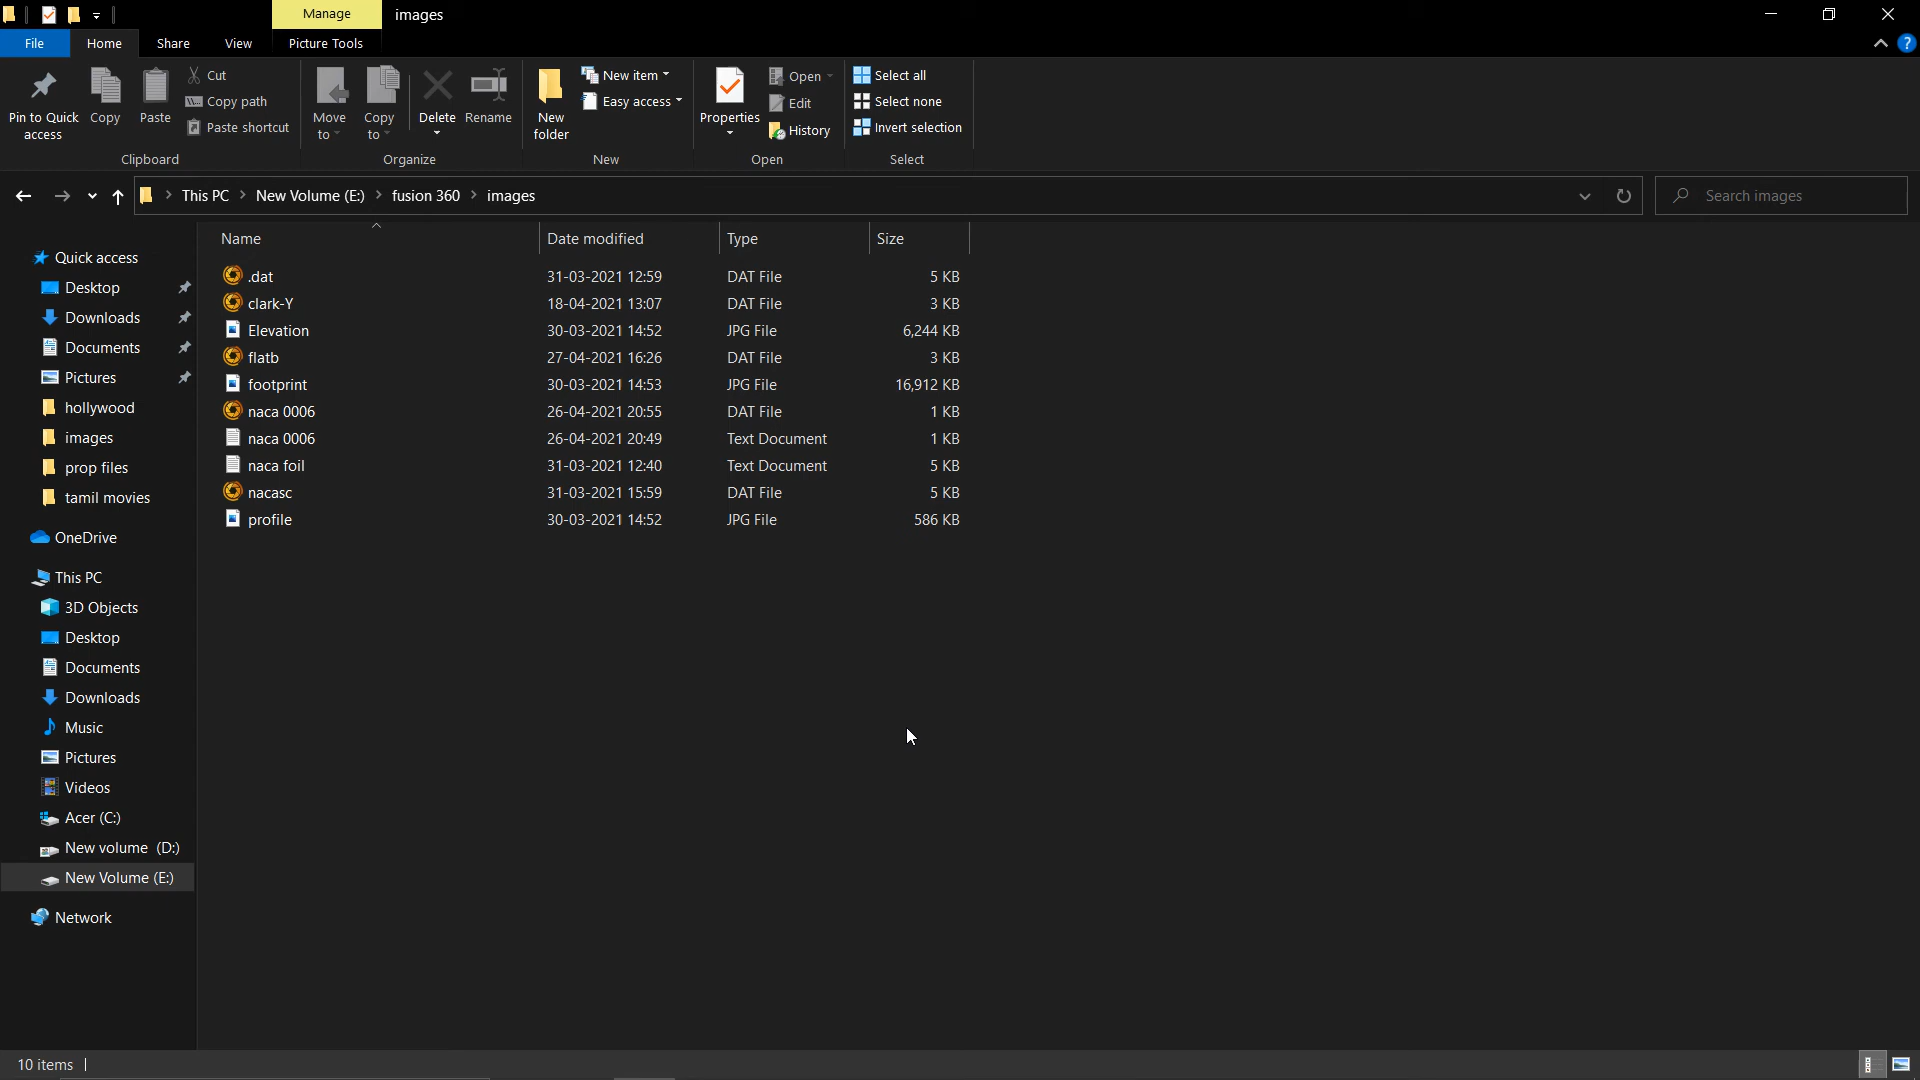 Manage
images
File
Home
Share
View
Picture Tools
Pin to Quick access
Copy
Paste
Cut
Copy path
Paste shortcut
Clipboard
Move to
Copy to
Delete
Rename
Organize
New folder
New item
Easy access
New
Properties
Open
Edit
History
Open
Select all
Select none
Invert selection
Select
This PC > New Volume (E:) > fusion 360 > images
Search images
Name Date modified Type Size
.dat 31-03-2021 12:59 DAT File 5 KB
clark-Y 18-04-2021 13:07 DAT File 3 KB
Elevation 30-03-2021 14:52 JPG File 6,244 KB
flatb 27-04-2021 16:26 DAT File 3 KB
footprint 30-03-2021 14:53 JPG File 16,912 KB
naca 0006 26-04-2021 20:55 DAT File 1 KB
naca 0006 26-04-2021 20:49 Text Document 1 KB
naca foil 31-03-2021 12:40 Text Document 5 KB
nacasc 31-03-2021 15:59 DAT File 5 KB
profile 30-03-2021 14:52 JPG File 586 KB
Quick access
Desktop
Downloads
Documents
Pictures
hollywood
images
prop files
tamil movies
OneDrive
This PC
3D Objects
Desktop
Documents
Downloads
Music
Pictures
Videos
Acer (C:)
New volume (D:)
New Volume (E:)
Network
10 items